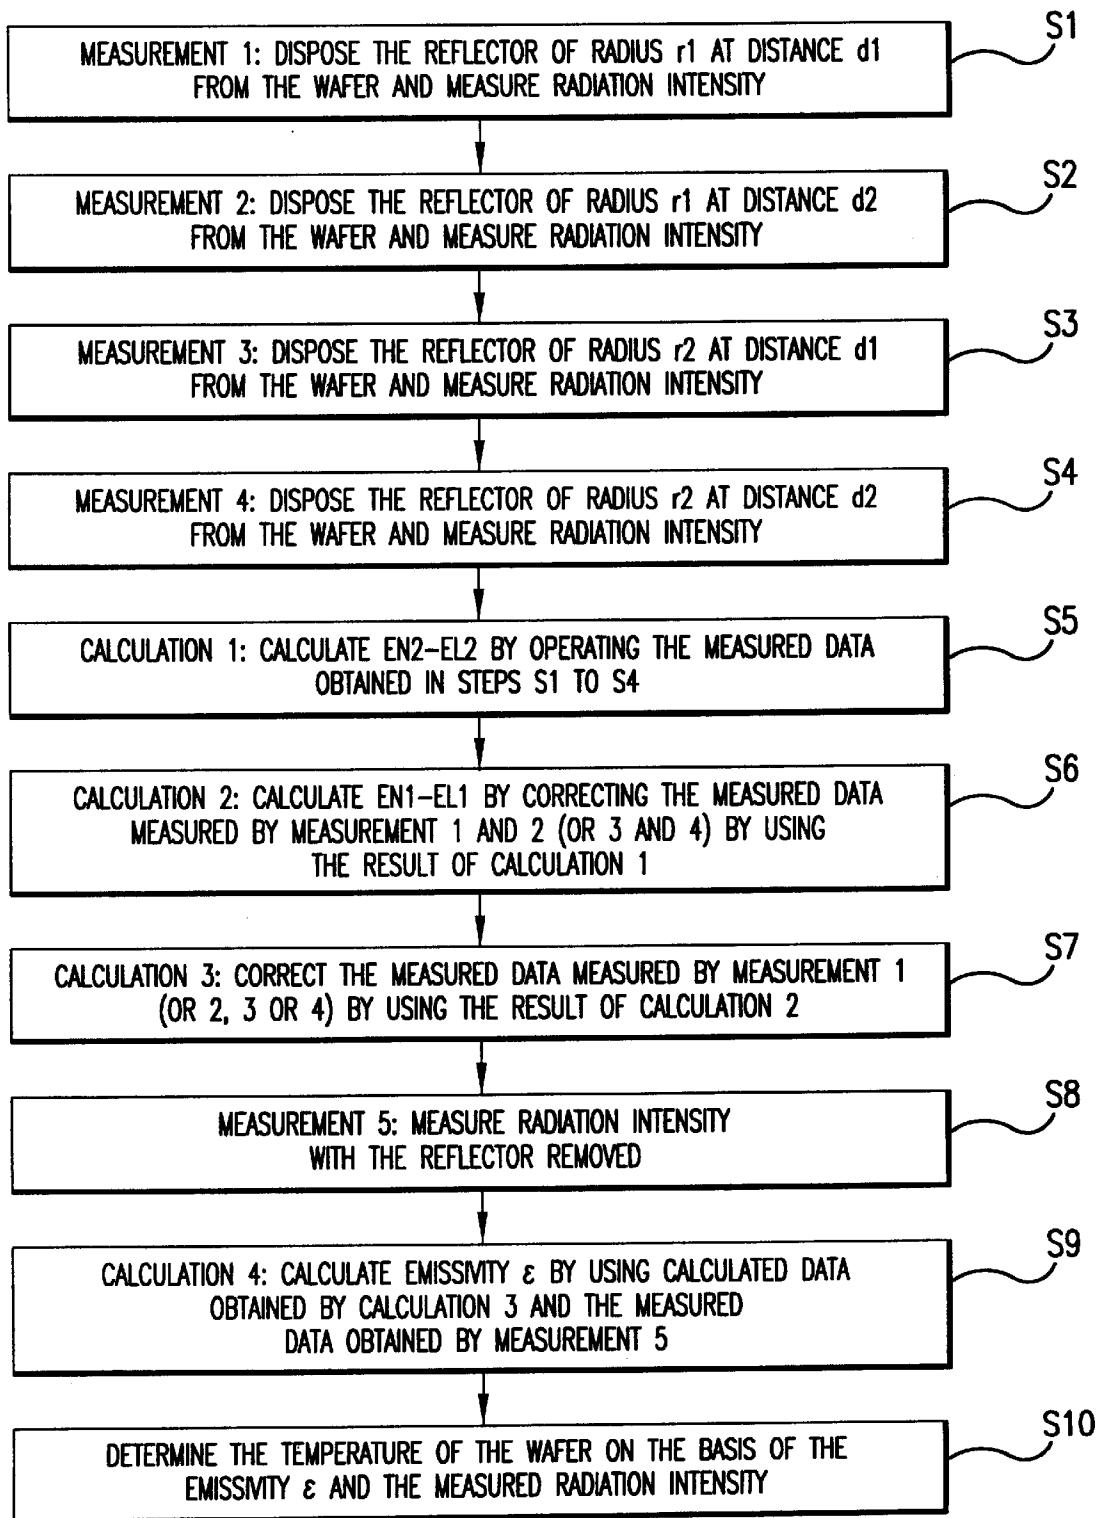 S1
MEASUREMENT 1: DISPOSE THE REFLECTOR OF RADIUS r1 AT DISTANCE d1
FROM THE WAFER AND MEASURE RADIATION INTENSITY
S2
MEASUREMENT 2: DISPOSE THE REFLECTOR OF RADIUS r1 AT DISTANCE d2
FROM THE WAFER AND MEASURE RADIATION INTENSITY
S3
MEASUREMENT 3: DISPOSE THE REFLECTOR OF RADIUS r2 AT DISTANCE d1
FROM THE WAFER AND MEASURE RADIATION INTENSITY
S4
MEASUREMENT 4: DISPOSE THE REFLECTOR OF RADIUS r2 AT DISTANCE d2
FROM THE WAFER AND MEASURE RADIATION INTENSITY
S5
CALCULATION 1: CALCULATE EN2-EL2 BY OPERATING THE MEASURED DATA
OBTAINED IN STEPS S1 TO S4
S6
CALCULATION 2: CALCULATE EN1-EL1 BY CORRECTING THE MEASURED DATA
MEASURED BY MEASUREMENT 1 AND 2 (OR 3 AND 4) BY USING
THE RESULT OF CALCULATION 1
S7
CALCULATION 3: CORRECT THE MEASURED DATA MEASURED BY MEASUREMENT 1
(OR 2, 3 OR 4) BY USING THE RESULT OF CALCULATION 2
S8
MEASUREMENT 5: MEASURE RADIATION INTENSITY
WITH THE REFLECTOR REMOVED
S9
CALCULATION 4: CALCULATE EMISSIVITY ε BY USING CALCULATED DATA
OBTAINED BY CALCULATION 3 AND THE MEASURED
DATA OBTAINED BY MEASUREMENT 5
S10
DETERMINE THE TEMPERATURE OF THE WAFER ON THE BASIS OF THE
EMISSIVITY ε AND THE MEASURED RADIATION INTENSITY